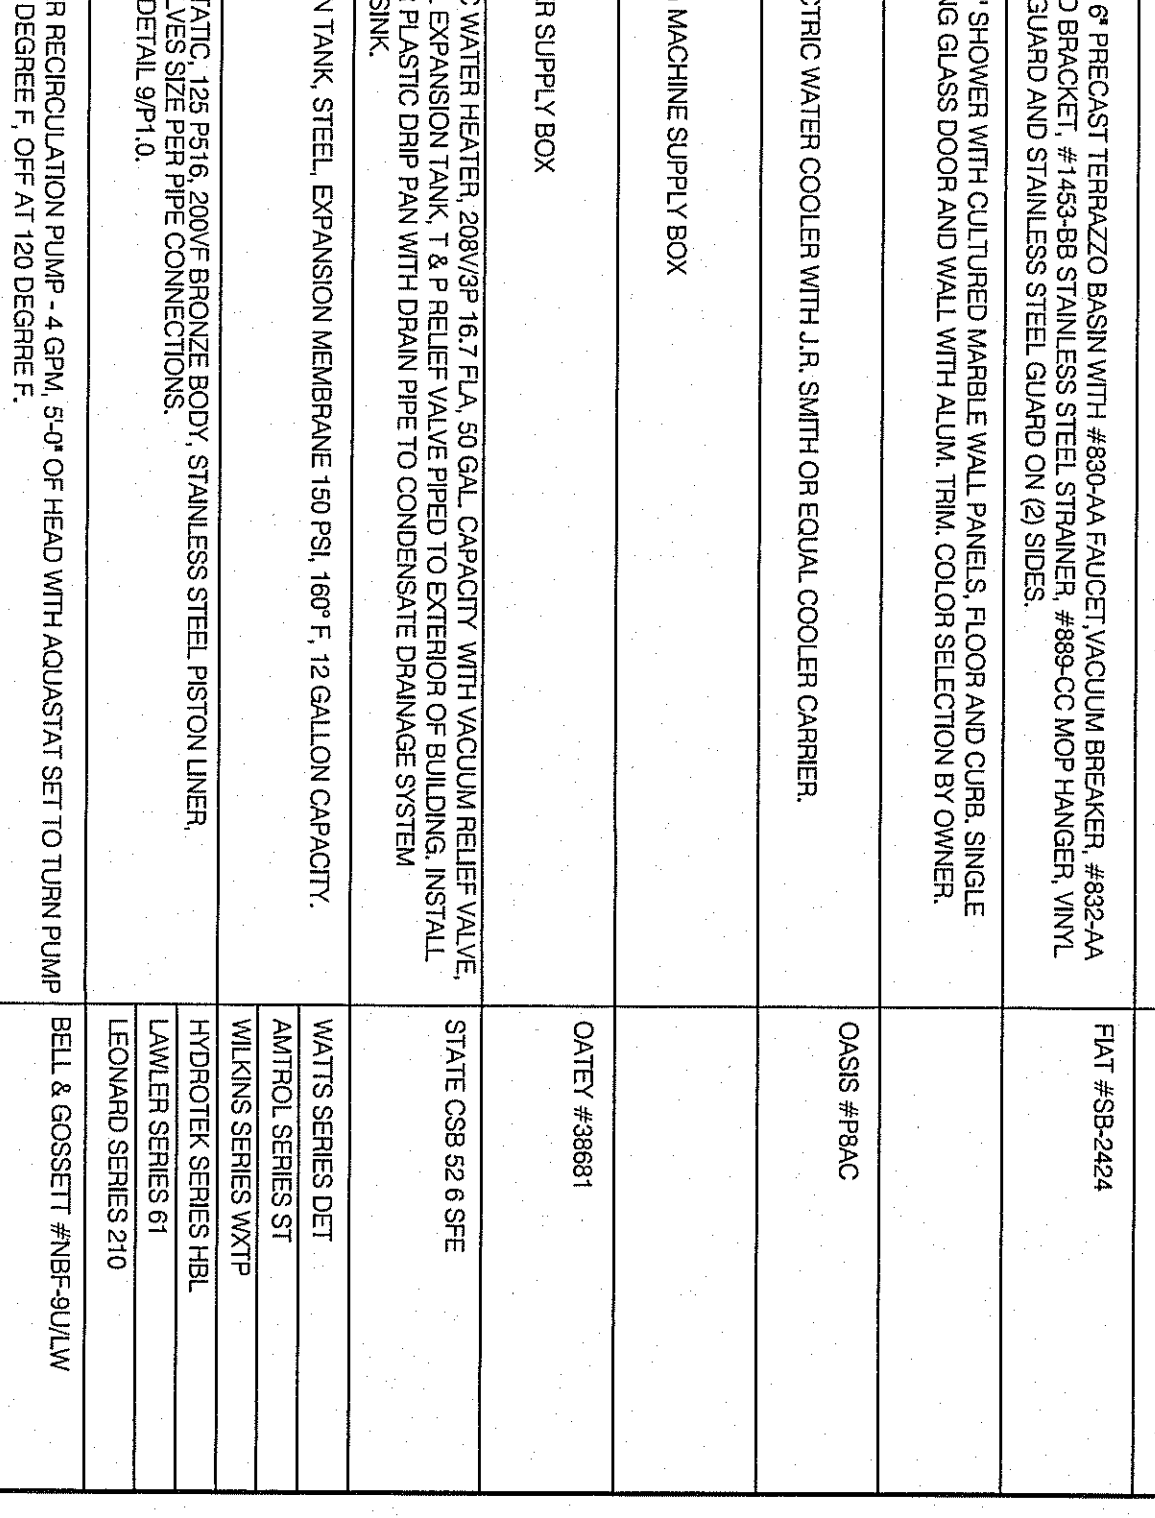 6" PRECAST TERRAZZO BASIN WITH #830-AA FAUCET,VACUUM BREAKER, #832-AA
BRACKET, #1453-BB STAINLESS STEEL STRAINER, #889-CC MOP HANGER, VINYL
GUARD AND STAINLESS STEEL GUARD ON (2) SIDES.
FIAT #SB-2424
SHOWER WITH CULTURED MARBLE WALL PANELS, FLOOR AND CURB. SINGLE
NG GLASS DOOR AND WALL WITH ALUM. TRIM. COLOR SELECTION BY OWNER.
CTRIC WATER COOLER WITH J.R. SMITH OR EQUAL COOLER CARRIER.
OASIS #P8AC
MACHINE SUPPLY BOX
R SUPPLY BOX
OATEY #38681
C WATER HEATER, 208V/3P 16.7 FLA, 50 GAL. CAPACITY WITH VACUUM RELIEF VALVE,
L EXPANSION TANK, T & P RELIEF VALVE PIPED TO EXTERIOR OF BUILDING. INSTALL
PLASTIC DRIP PAN WITH DRAIN PIPE TO CONDENSATE DRAINAGE SYSTEM
SINK.
STATE CSB 52 6 SFE
N TANK, STEEL, EXPANSION MEMBRANE 150 PSI, 160° F, 12 GALLON CAPACITY.
WATTS SERIES DET
AMTROL SERIES ST
WILKINS SERIES WXTP
TATIC, 125 P516, 200VF BRONZE BODY, STAINLESS STEEL PISTON LINER,
LVES SIZE PER PIPE CONNECTIONS.
DETAIL 9/P1.0.
HYDROTEK SERIES HBL
LAWLER SERIES 61
LEONARD SERIES 210
R RECIRCULATION PUMP - 4 GPM, 5'-0" OF HEAD WITH AQUASTAT SET TO TURN PUMP
DEGREE F, OFF AT 120 DEGRRE F.
BELL & GOSSETT #NBF-9U/LW